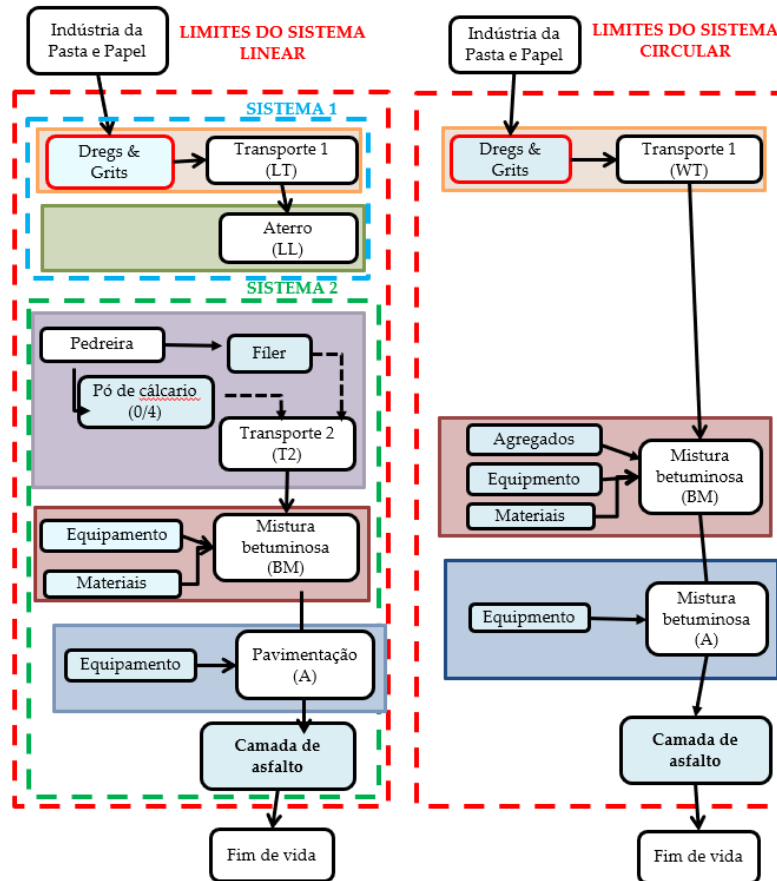 Indústria da
Pasta e Papel
LIMITES DO SISTEMA
LINEAR
SISTEMA 1
Dregs &
Grits
Transporte 1
(LT)
Aterro
(LL)
SISTEMA 2
Pedreira
Fíler
Pó de cálcario
(0/4)
Transporte 2
(T2)
Equipamento
Materiais
Mistura
betuminosa
(BM)
Equipamento
Pavimentação
(A)
Camada de
asfalto
Fim de vida
Indústria da
Pasta e Papel
LIMITES DO SISTEMA
CIRCULAR
Dregs &
Grits
Transporte 1
(WT)
Agregados
Equipmento
Materiais
Mistura
betuminosa
(BM)
Equipmento
Mistura
betuminosa
(A)
Camada de
asfalto
Fim de vida